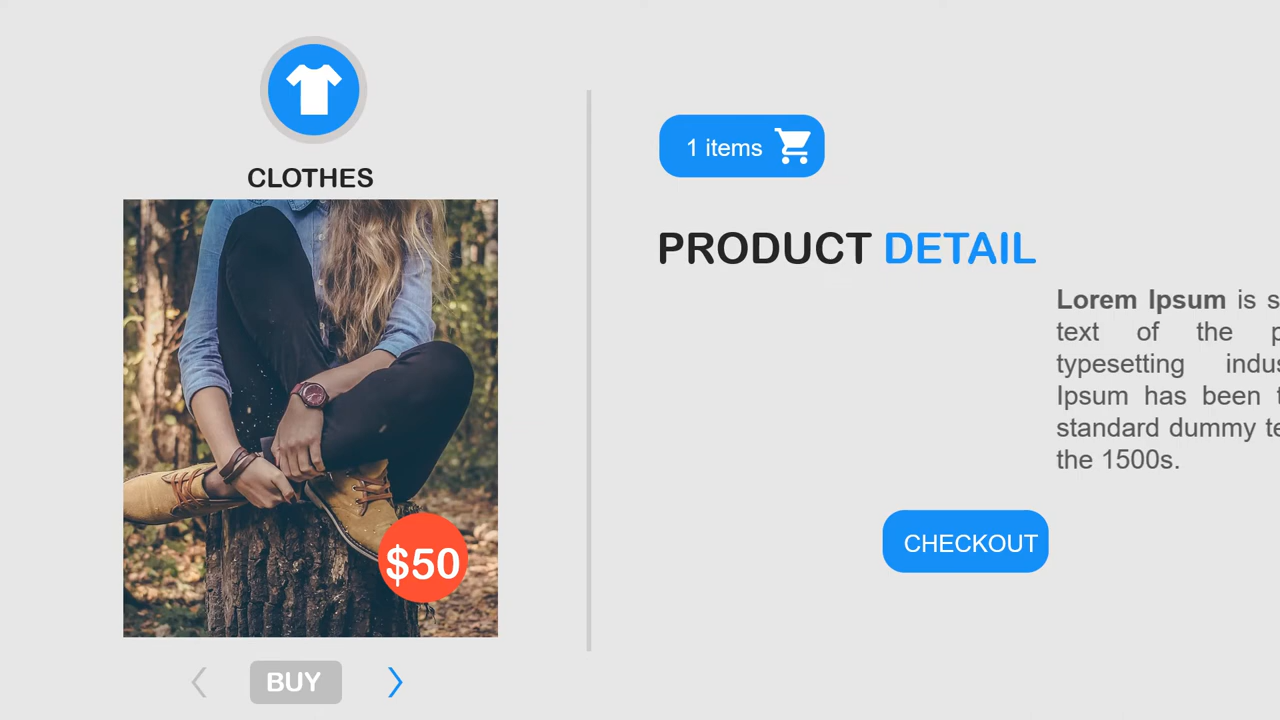 CLOTHES
$50
BUY
1 items
PRODUCT DETAIL
Lorem Ipsum is
text of the
typesetting
Ipsum has been
standard dummy
the 1500s.
CHECKOUT